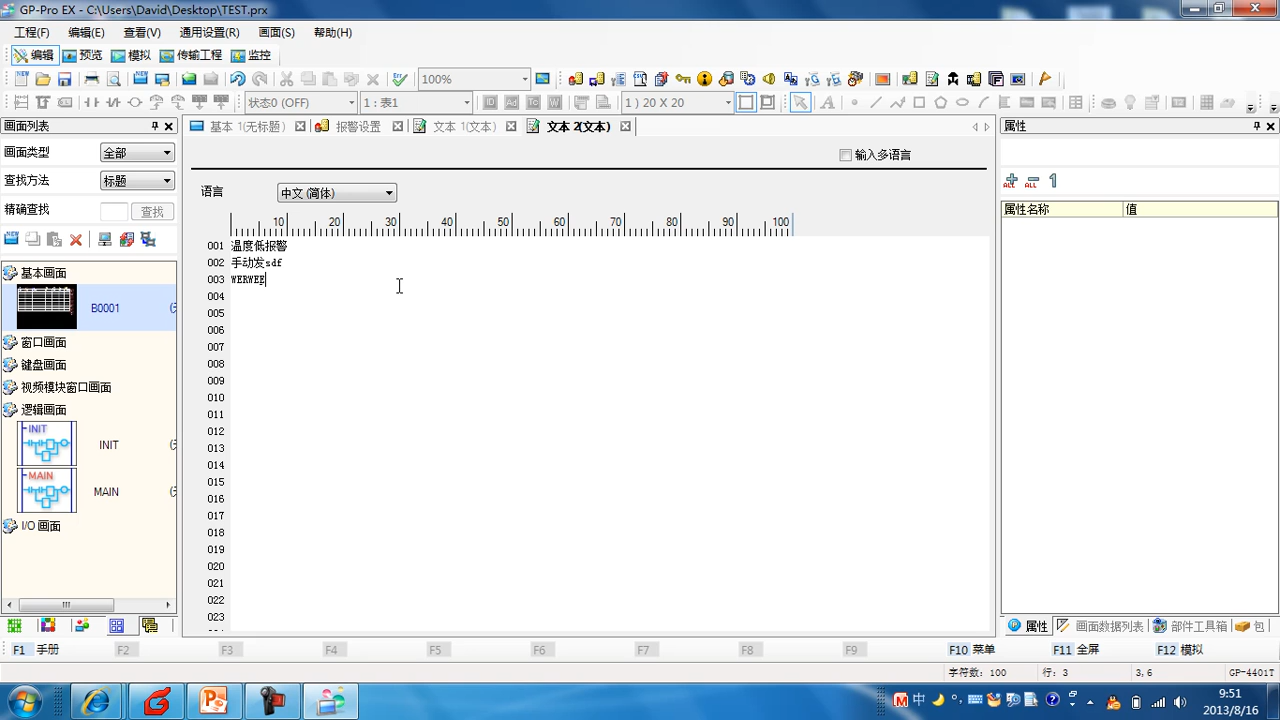 GP-Pro EX - C:\Users\David\Desktop\TEST.prx
工程(F) 编辑(E) 查看(V) 通用设置(R) 画面(S) 帮助(H)
编辑 预览 模拟 传输工程 监控
100%
状态0 (OFF) 1 : 表1 1 ) 20 X 20
画面列表
基本 1(无标题) 报警设置 文本 1(文本) 文本 2(文本)
属性
画面类型 全部
输入多语言
查找方法 标题
语言 中文 (简体)
精确查找 查找
属性名称 值
10 20 30 40 50 60 70 80 90 100
001 温度低报警
002 手动发sdf
003 WERWEE
004
005
006
007
008
009
010
011
012
013
014
015
016
017
018
019
020
021
022
023
基本画面
B0001
窗口画面
键盘画面
视频模块窗口画面
逻辑画面
INIT INIT
MAIN MAIN
I/O 画面
属性 画面数据列表 部件工具箱 包
F1 手册 F2 F3 F4 F5 F6 F7 F8 F9 F10 菜单 F11 全屏 F12 模拟
字符数: 100 行: 3 3, 6 GP-4401T
中
9:51
2013/8/16